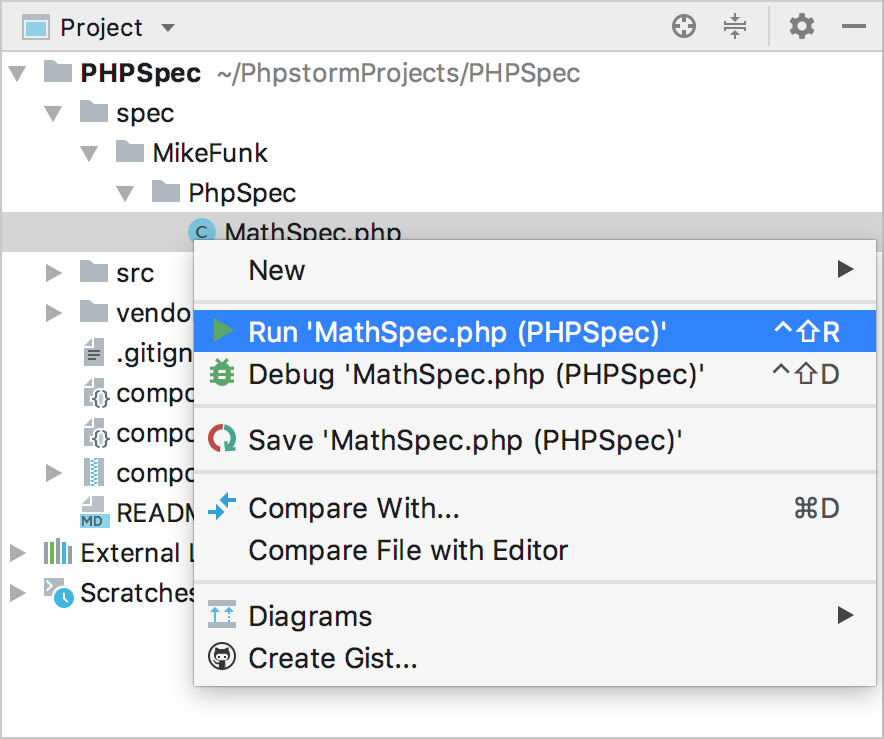 Project
PHPSpec ~/PhpstormProjects/PHPSpec
spec
MikeFunk
PhpSpec
C MathSpec.php
New
src
vendo
Run 'MathSpec.php (PHPSpec)' ^⇧R
.gitign
Debug 'MathSpec.php (PHPSpec)' ^⇧D
compo
compo
Save 'MathSpec.php (PHPSpec)'
compo
Compare With... ⌘D
MD READM
Compare File with Editor
External L
Scratches
Diagrams
Create Gist...